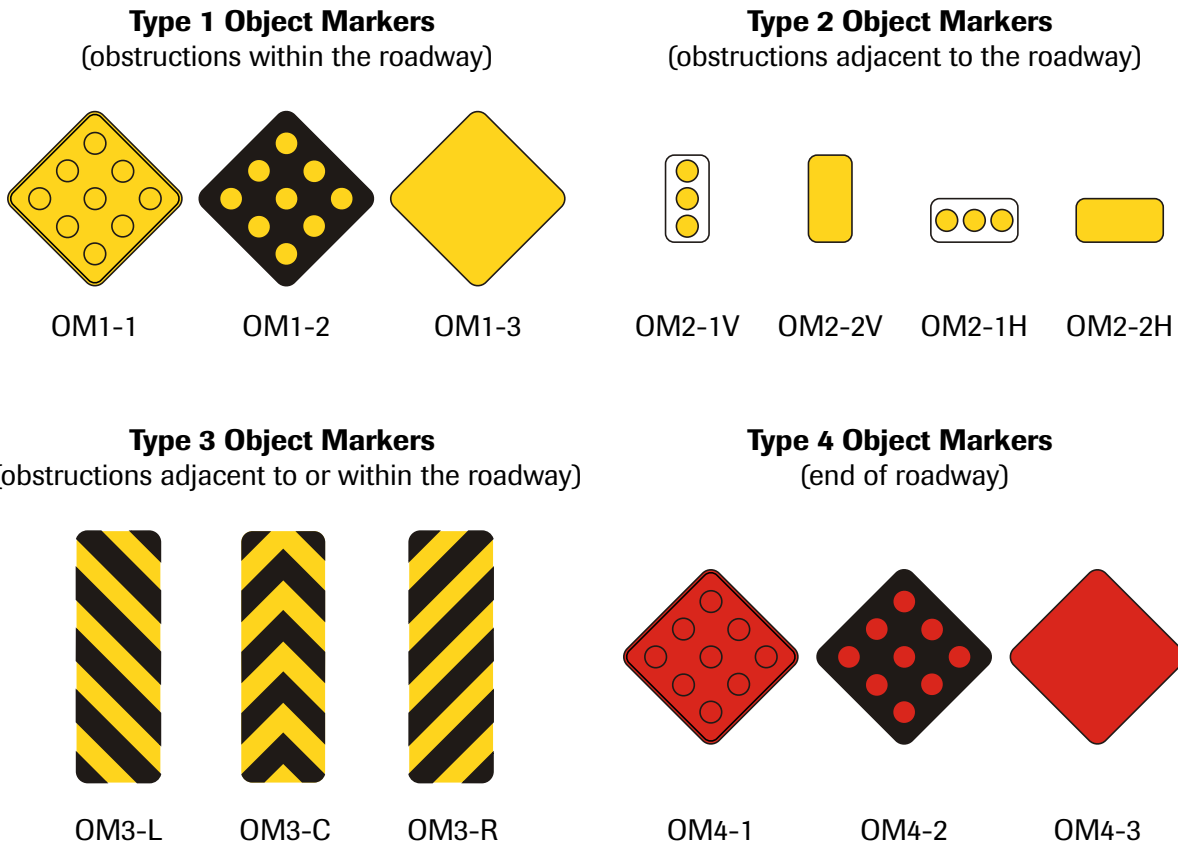 Type 1 Object Markers
(obstructions within the roadway)
OM1-1 OM1-2 OM1-3
Type 2 Object Markers
(obstructions adjacent to the roadway)
OM2-1V OM2-2V OM2-1H OM2-2H
Type 3 Object Markers
(obstructions adjacent to or within the roadway)
OM3-L OM3-C OM3-R
Type 4 Object Markers
(end of roadway)
OM4-1 OM4-2 OM4-3